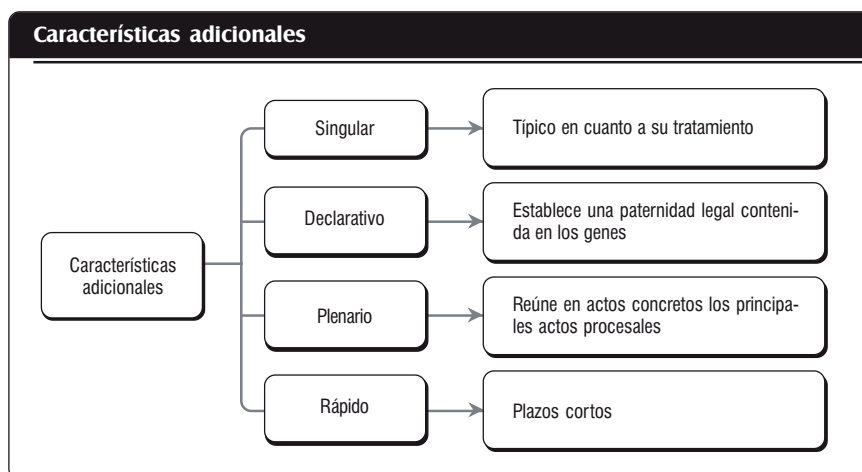 Características adicionales
Singular
Típico en cuanto a su tratamiento
Declarativo
Establece una paternidad legal conteni-
da en los genes
Características
adicionales
Plenario
Reúne en actos concretos los principa-
les actos procesales
Rápido
Plazos cortos